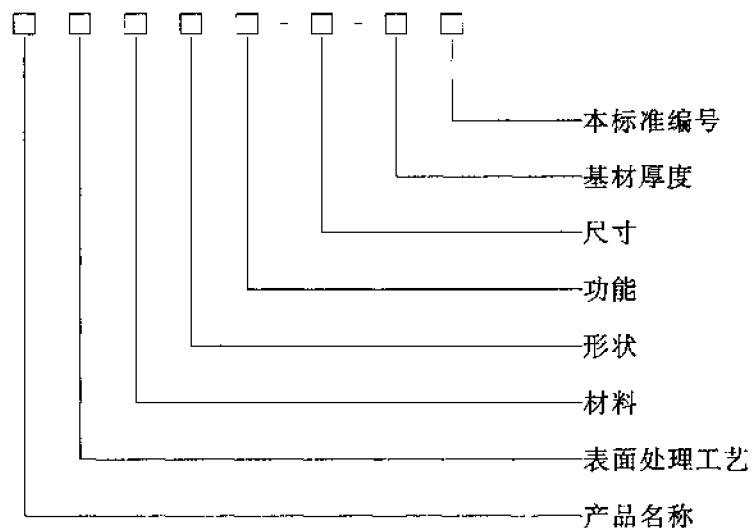 □ □ □ □ □ - □ - □ □
本标准编号
基材厚度
尺寸
功能
形状
材料
表面处理工艺
产品名称